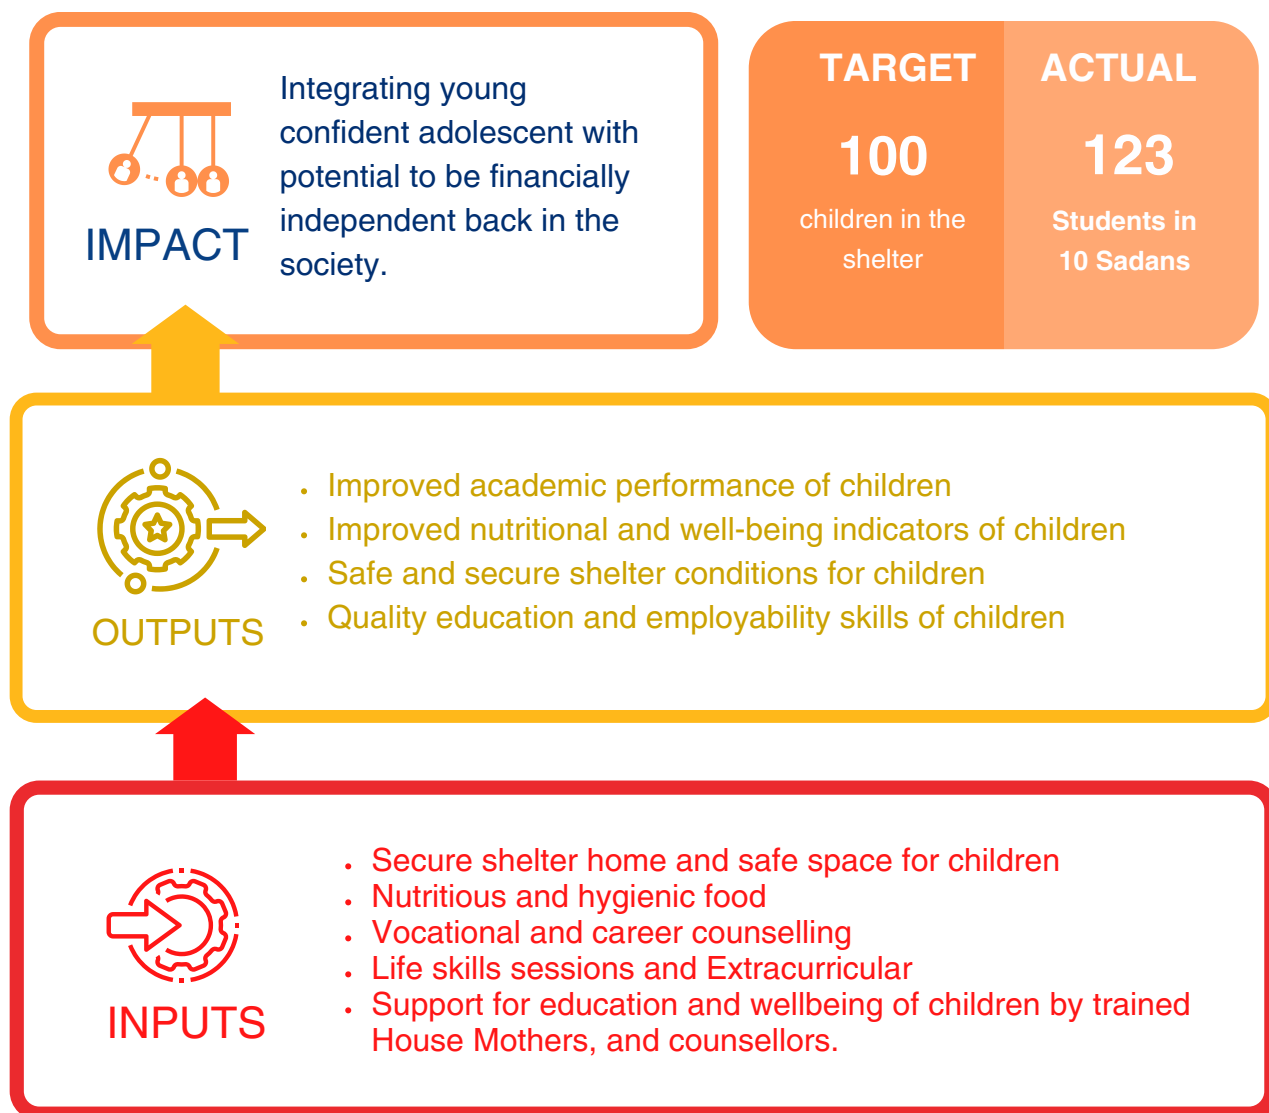 IMPACT
Integrating young
confident adolescent with
potential to be financially
independent back in the
society.
TARGET
100
children in the
shelter
ACTUAL
123
Students in
10 Sadans
OUTPUTS
• Improved academic performance of children
• Improved nutritional and well-being indicators of children
• Safe and secure shelter conditions for children
• Quality education and employability skills of children
INPUTS
• Secure shelter home and safe space for children
• Nutritious and hygienic food
• Vocational and career counselling
• Life skills sessions and Extracurricular
• Support for education and wellbeing of children by trained
House Mothers, and counsellors.